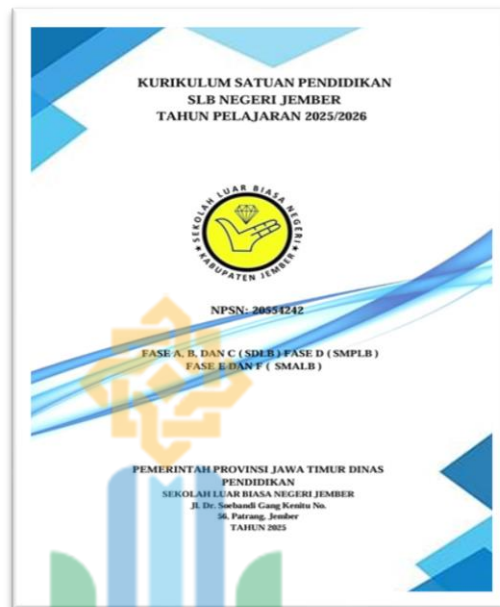 KURIKULUM SATUAN PENDIDIKAN
SLB NEGERI JEMBER
TAHUN PELAJARAN 2025/2026
SEKOLAH LUAR BIASA NEGERI
KABUPATEN JEMBER
NPSN: 20554242
FASE A, B, DAN C ( SDLB ) FASE D ( SMPLB )
FASE E DAN F ( SMALB )
PEMERINTAH PROVINSI JAWA TIMUR DINAS
PENDIDIKAN
SEKOLAH LUAR BIASA NEGERI JEMBER
Jl. Dr. Soebandi Gang Kenitu No.
56, Patrang, Jember
TAHUN 2025